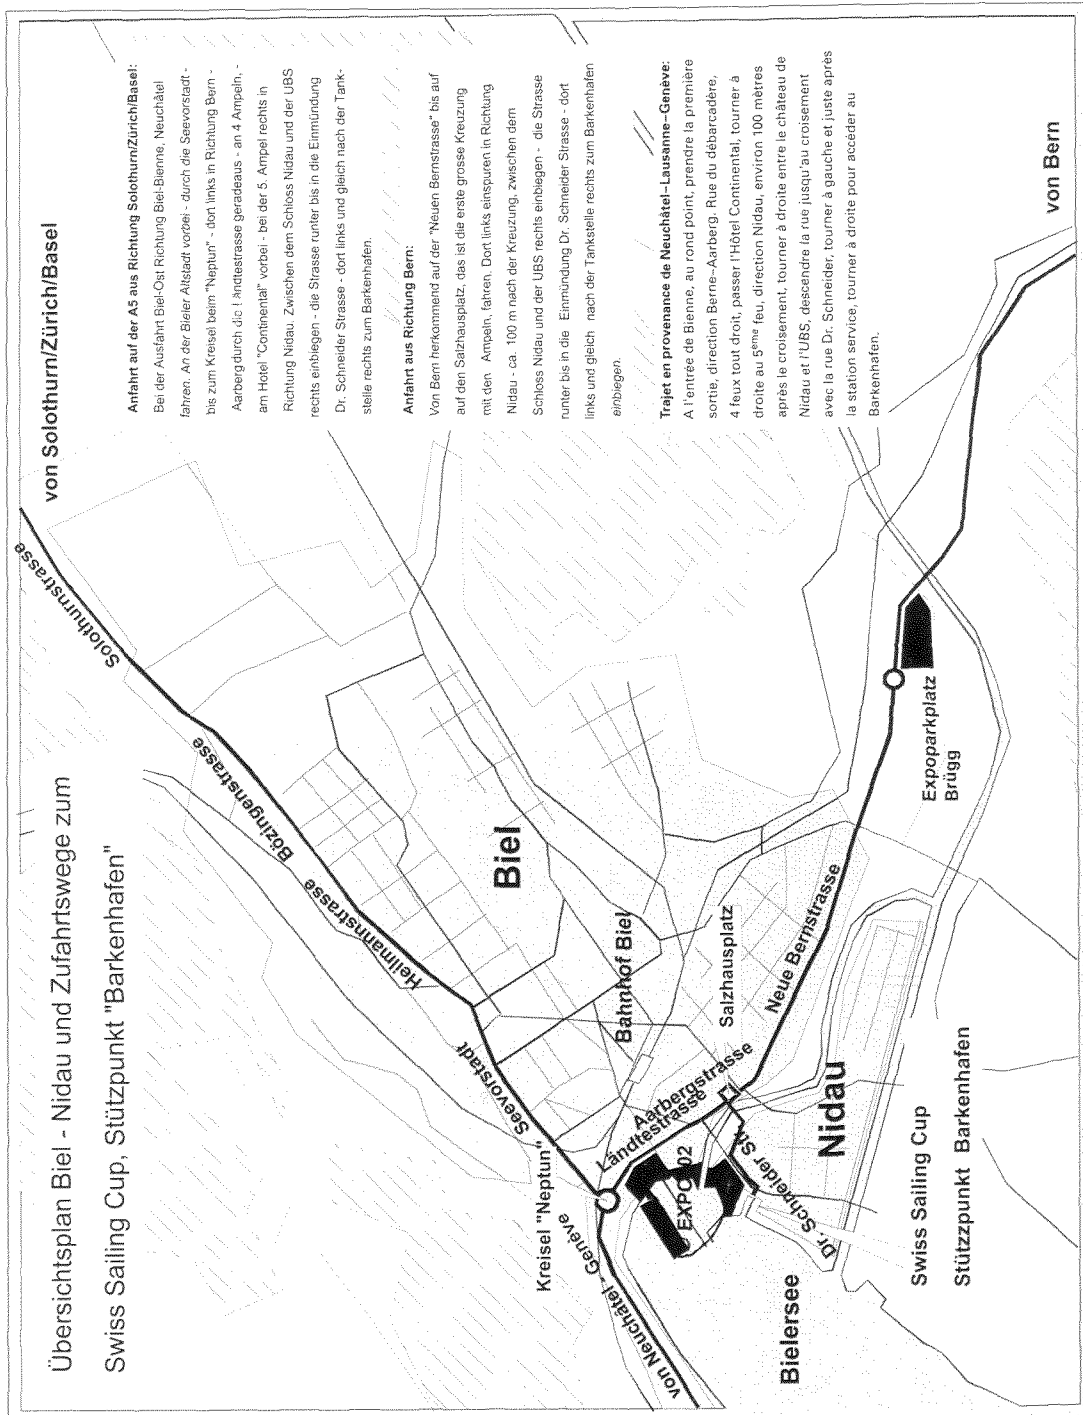 Übersichtsplan Biel - Nidau und Zufahrtswege zum
Swiss Sailing Cup, Stützpunkt "Barkenhafen"
von Solothurn/Zürich/Basel
Anfahrt auf der A5 aus Richtung Solothurn/Zürich/Basel:
Bei der Ausfahrt Biel-Ost Richtung Biel-Bienne, Neuchâtel
fahren. An der Bieler Altstadt vorbei - durch die Seevorstadt -
bis zum Kreisel beim "Neptun" - dort links in Richtung Bern -
Aarberg durch die Ländtestrasse geradeaus - an 4 Ampeln, -
am Hotel "Continental" vorbei - bei der 5. Ampel rechts in
Richtung Nidau. Zwischen dem Schloss Nidau und der UBS
rechts einbiegen - die Strasse runter bis in die Einmündung
Dr. Schneider Strasse - dort links und gleich nach der Tank-
stelle rechts zum Barkenhafen.
Anfahrt aus Richtung Bern:
Von Bern herkommend auf der "Neuen Bernstrasse" bis auf
auf den Salzhausplatz, das ist die erste grosse Kreuzung
mit den Ampeln, fahren. Dort links einspuren in Richtung
Nidau - ca. 100 m nach der Kreuzung, zwischen dem
Schloss Nidau und der UBS rechts einbiegen - die Strasse
runter bis in die Einmündung Dr. Schneider Strasse - dort
links und gleich nach der Tankstelle rechts zum Barkenhafen
einbiegen.
Trajet en provenance de Neuchâtel–Lausanne–Genève:
A l'entrée de Bienne, au rond point, prendre la première
sortie, direction Berne–Aarberg. Rue du débarcadère,
4 feux tout droit, passer l'Hôtel Continental, tourner à
droite au 5ème feu, direction Nidau, environ 100 mètres
après le croisement, tourner à droite entre le château de
Nidau et l'UBS, descendre la rue jusqu'au croisement
avec la rue Dr. Schneider, tourner à gauche et juste après
la station service, tourner à droite pour accéder au
Barkenhafen.
von Bern
Solothurnstrasse
Bözingenstrasse
Heilmannstrasse
Seevorstadt
Biel
Bahnhof Biel
Kreisel "Neptun"
Ländtestrasse
Aarbergstrasse
Salzhausplatz
Neue Bernstrasse
Expoparkplatz
Brügg
von Neuchâtel - Genève
EXPO 02
Dr. Schneider Str.
Nidau
Bielersee
Swiss Sailing Cup
Stützzpunkt Barkenhafen